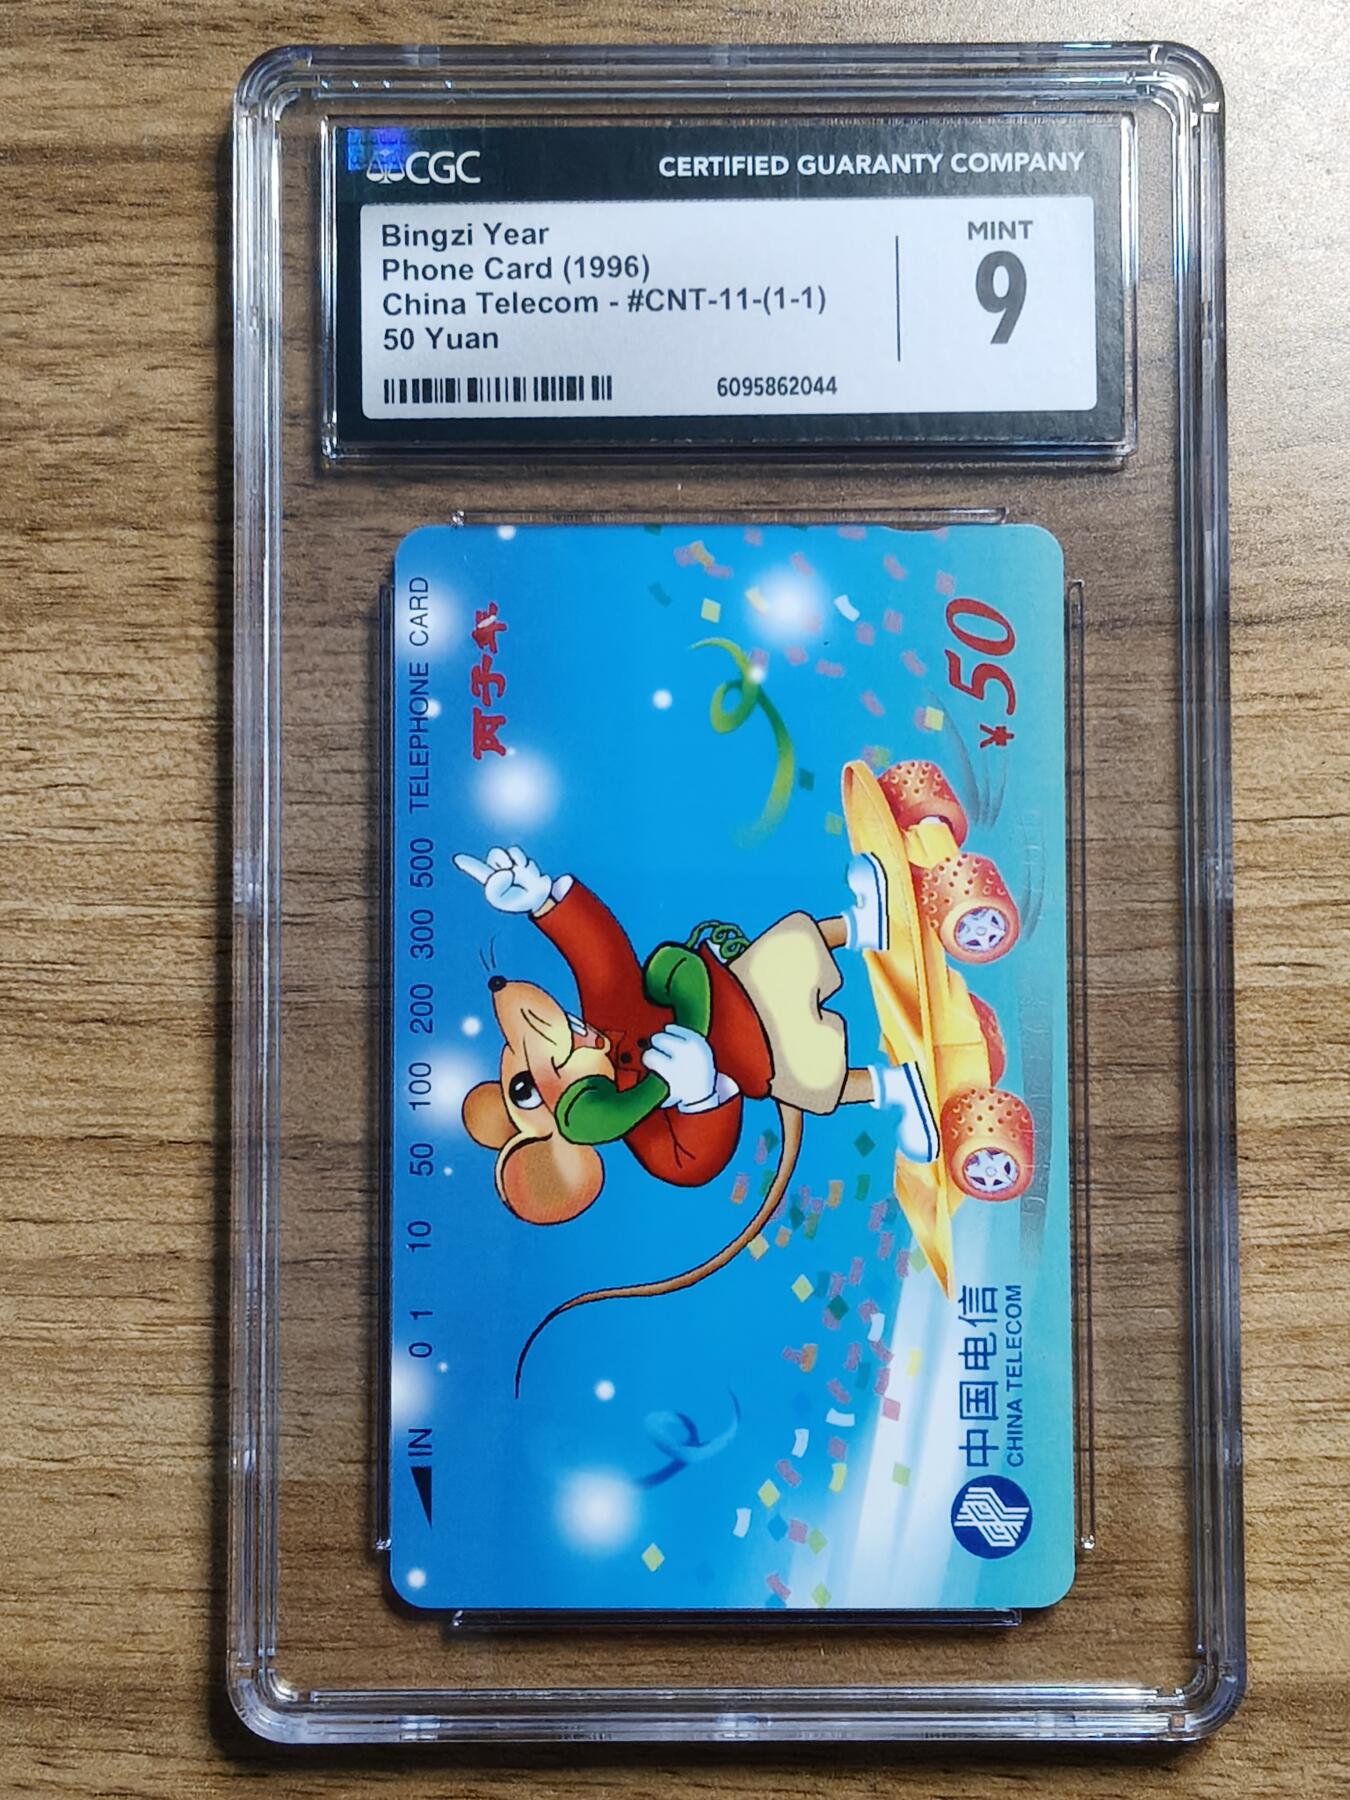 CGC
CERTIFIED GUARANTY COMPANY
Bingzi Year
Phone Card (1996)
China Telecom - #CNT-11-(1-1)
50 Yuan
MINT
9
6095862044
IN 0 1 10 50 100 200 300 500 TELEPHONE CARD
丙子年
¥50
中国电信
CHINA TELECOM